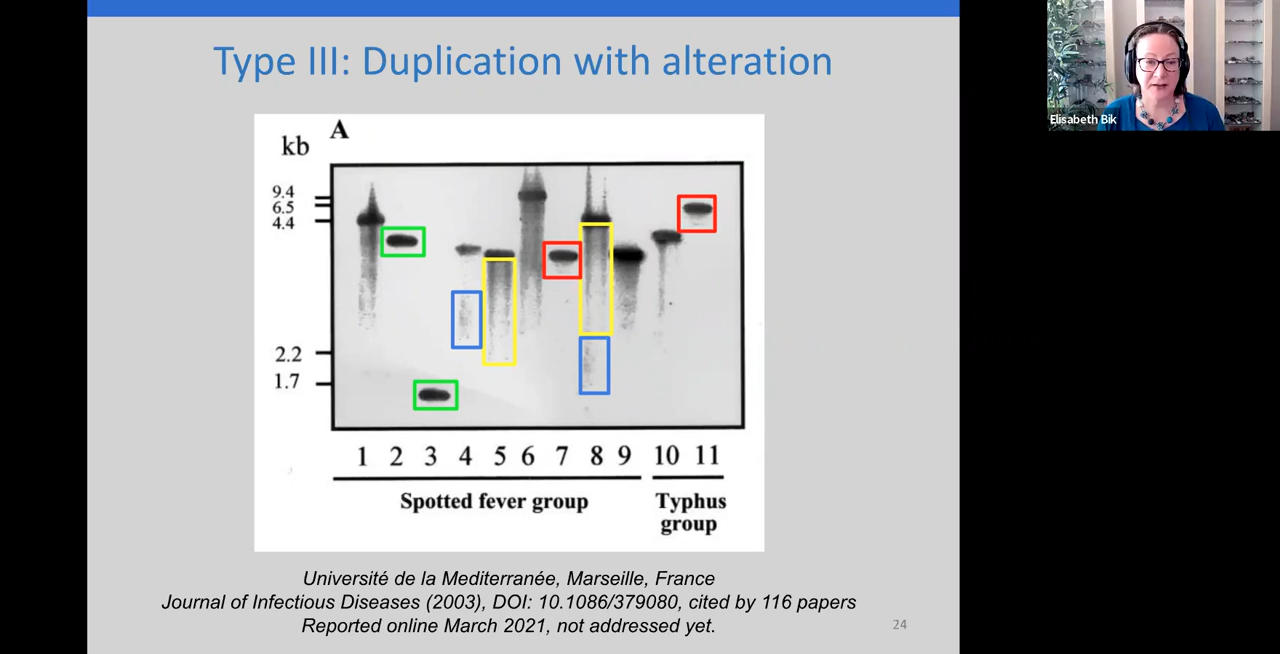 Type III: Duplication with alteration
A
kb
9.4
6.5
4.4
2.2
1.7
1 2 3 4 5 6 7 8 9 10 11
Spotted fever group
Typhus
group
Université de la Mediterranée, Marseille, France
Journal of Infectious Diseases (2003), DOI: 10.1086/379080, cited by 116 papers
Reported online March 2021, not addressed yet.
24
Elisabeth Bik